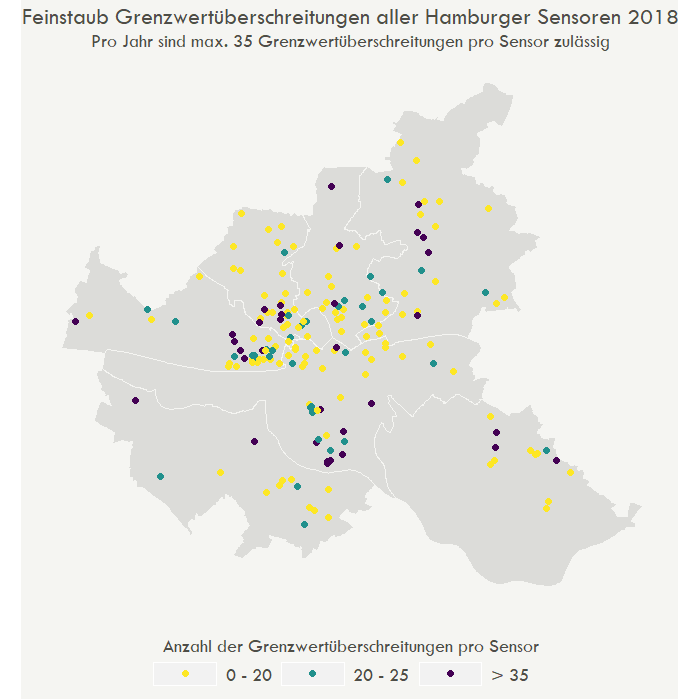 Feinstaub Grenzwertüberschreitungen aller Hamburger Sensoren 2018
Pro Jahr sind max. 35 Grenzwertüberschreitungen pro Sensor zulässig
Anzahl der Grenzwertüberschreitungen pro Sensor
0 - 20 20 - 25 > 35